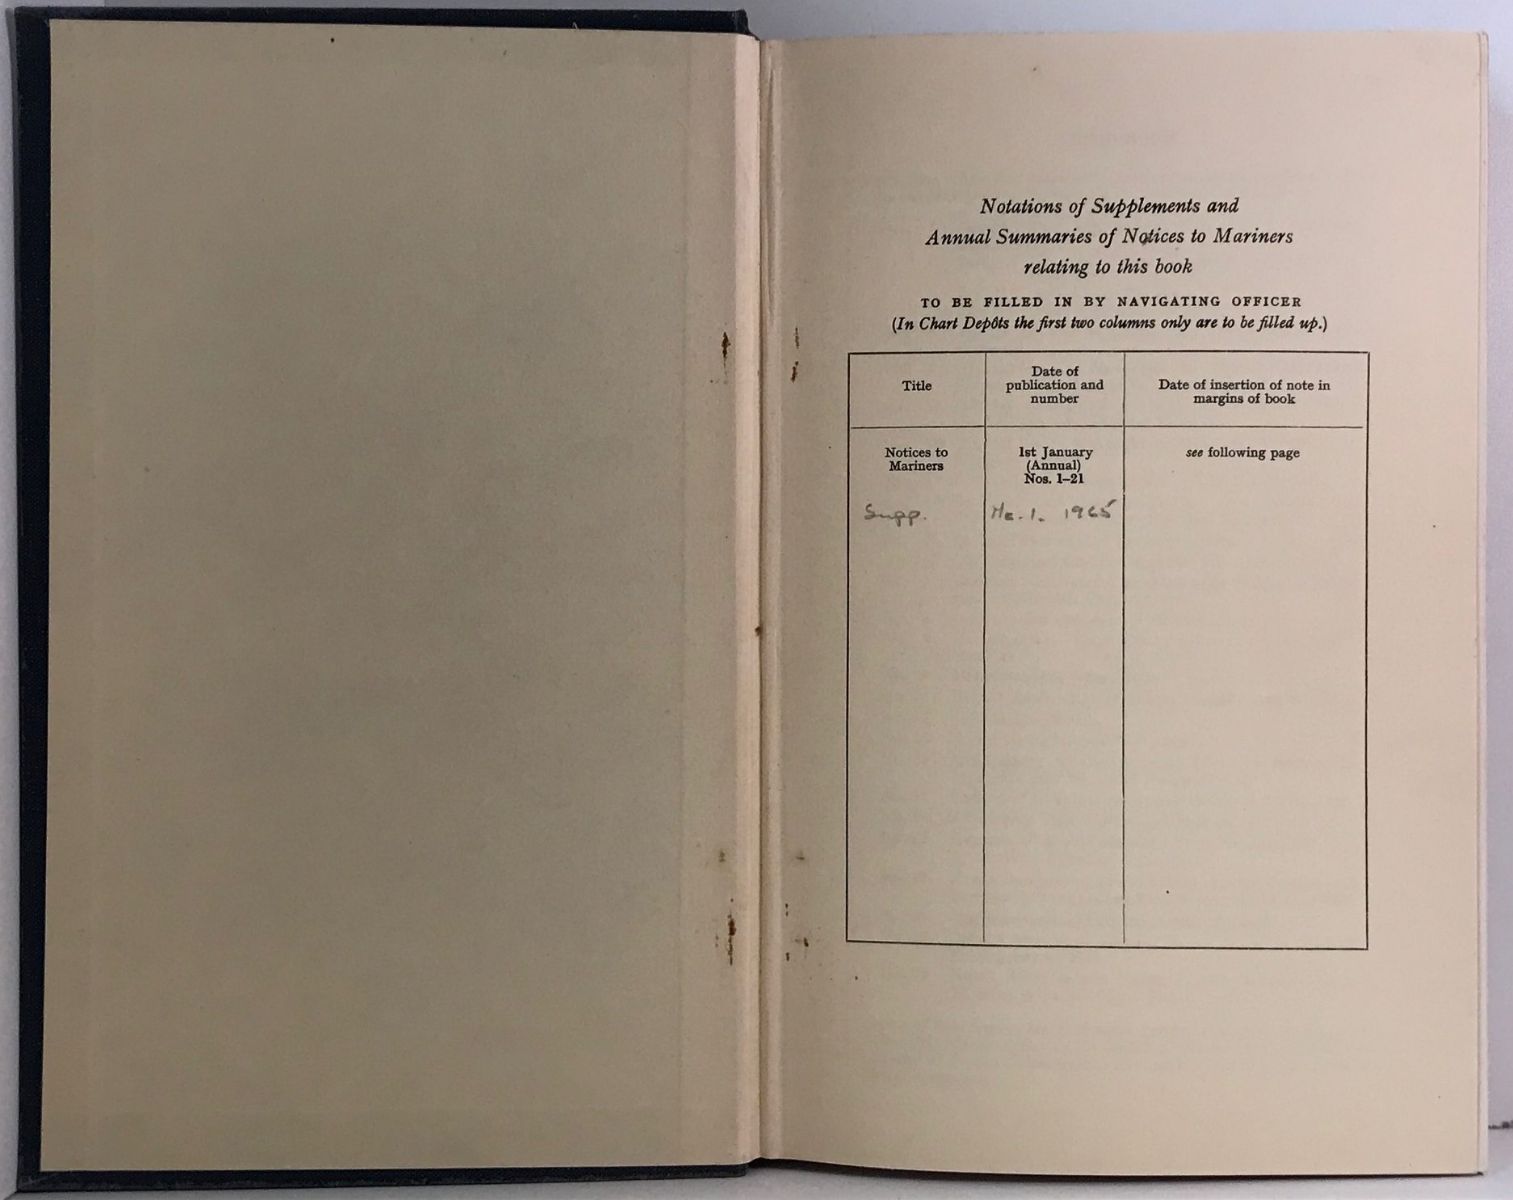 Notations of Supplements and
Annual Summaries of Notices to Mariners
relating to this book
TO BE FILLED IN BY NAVIGATING OFFICER
(In Chart Depôts the first two columns only are to be filled up.)
Title
Date of
publication and
number
Date of insertion of note in
margins of book
Notices to
Mariners
1st January
(Annual)
Nos. 1–21
see following page
Supp.
No. 1. 1965